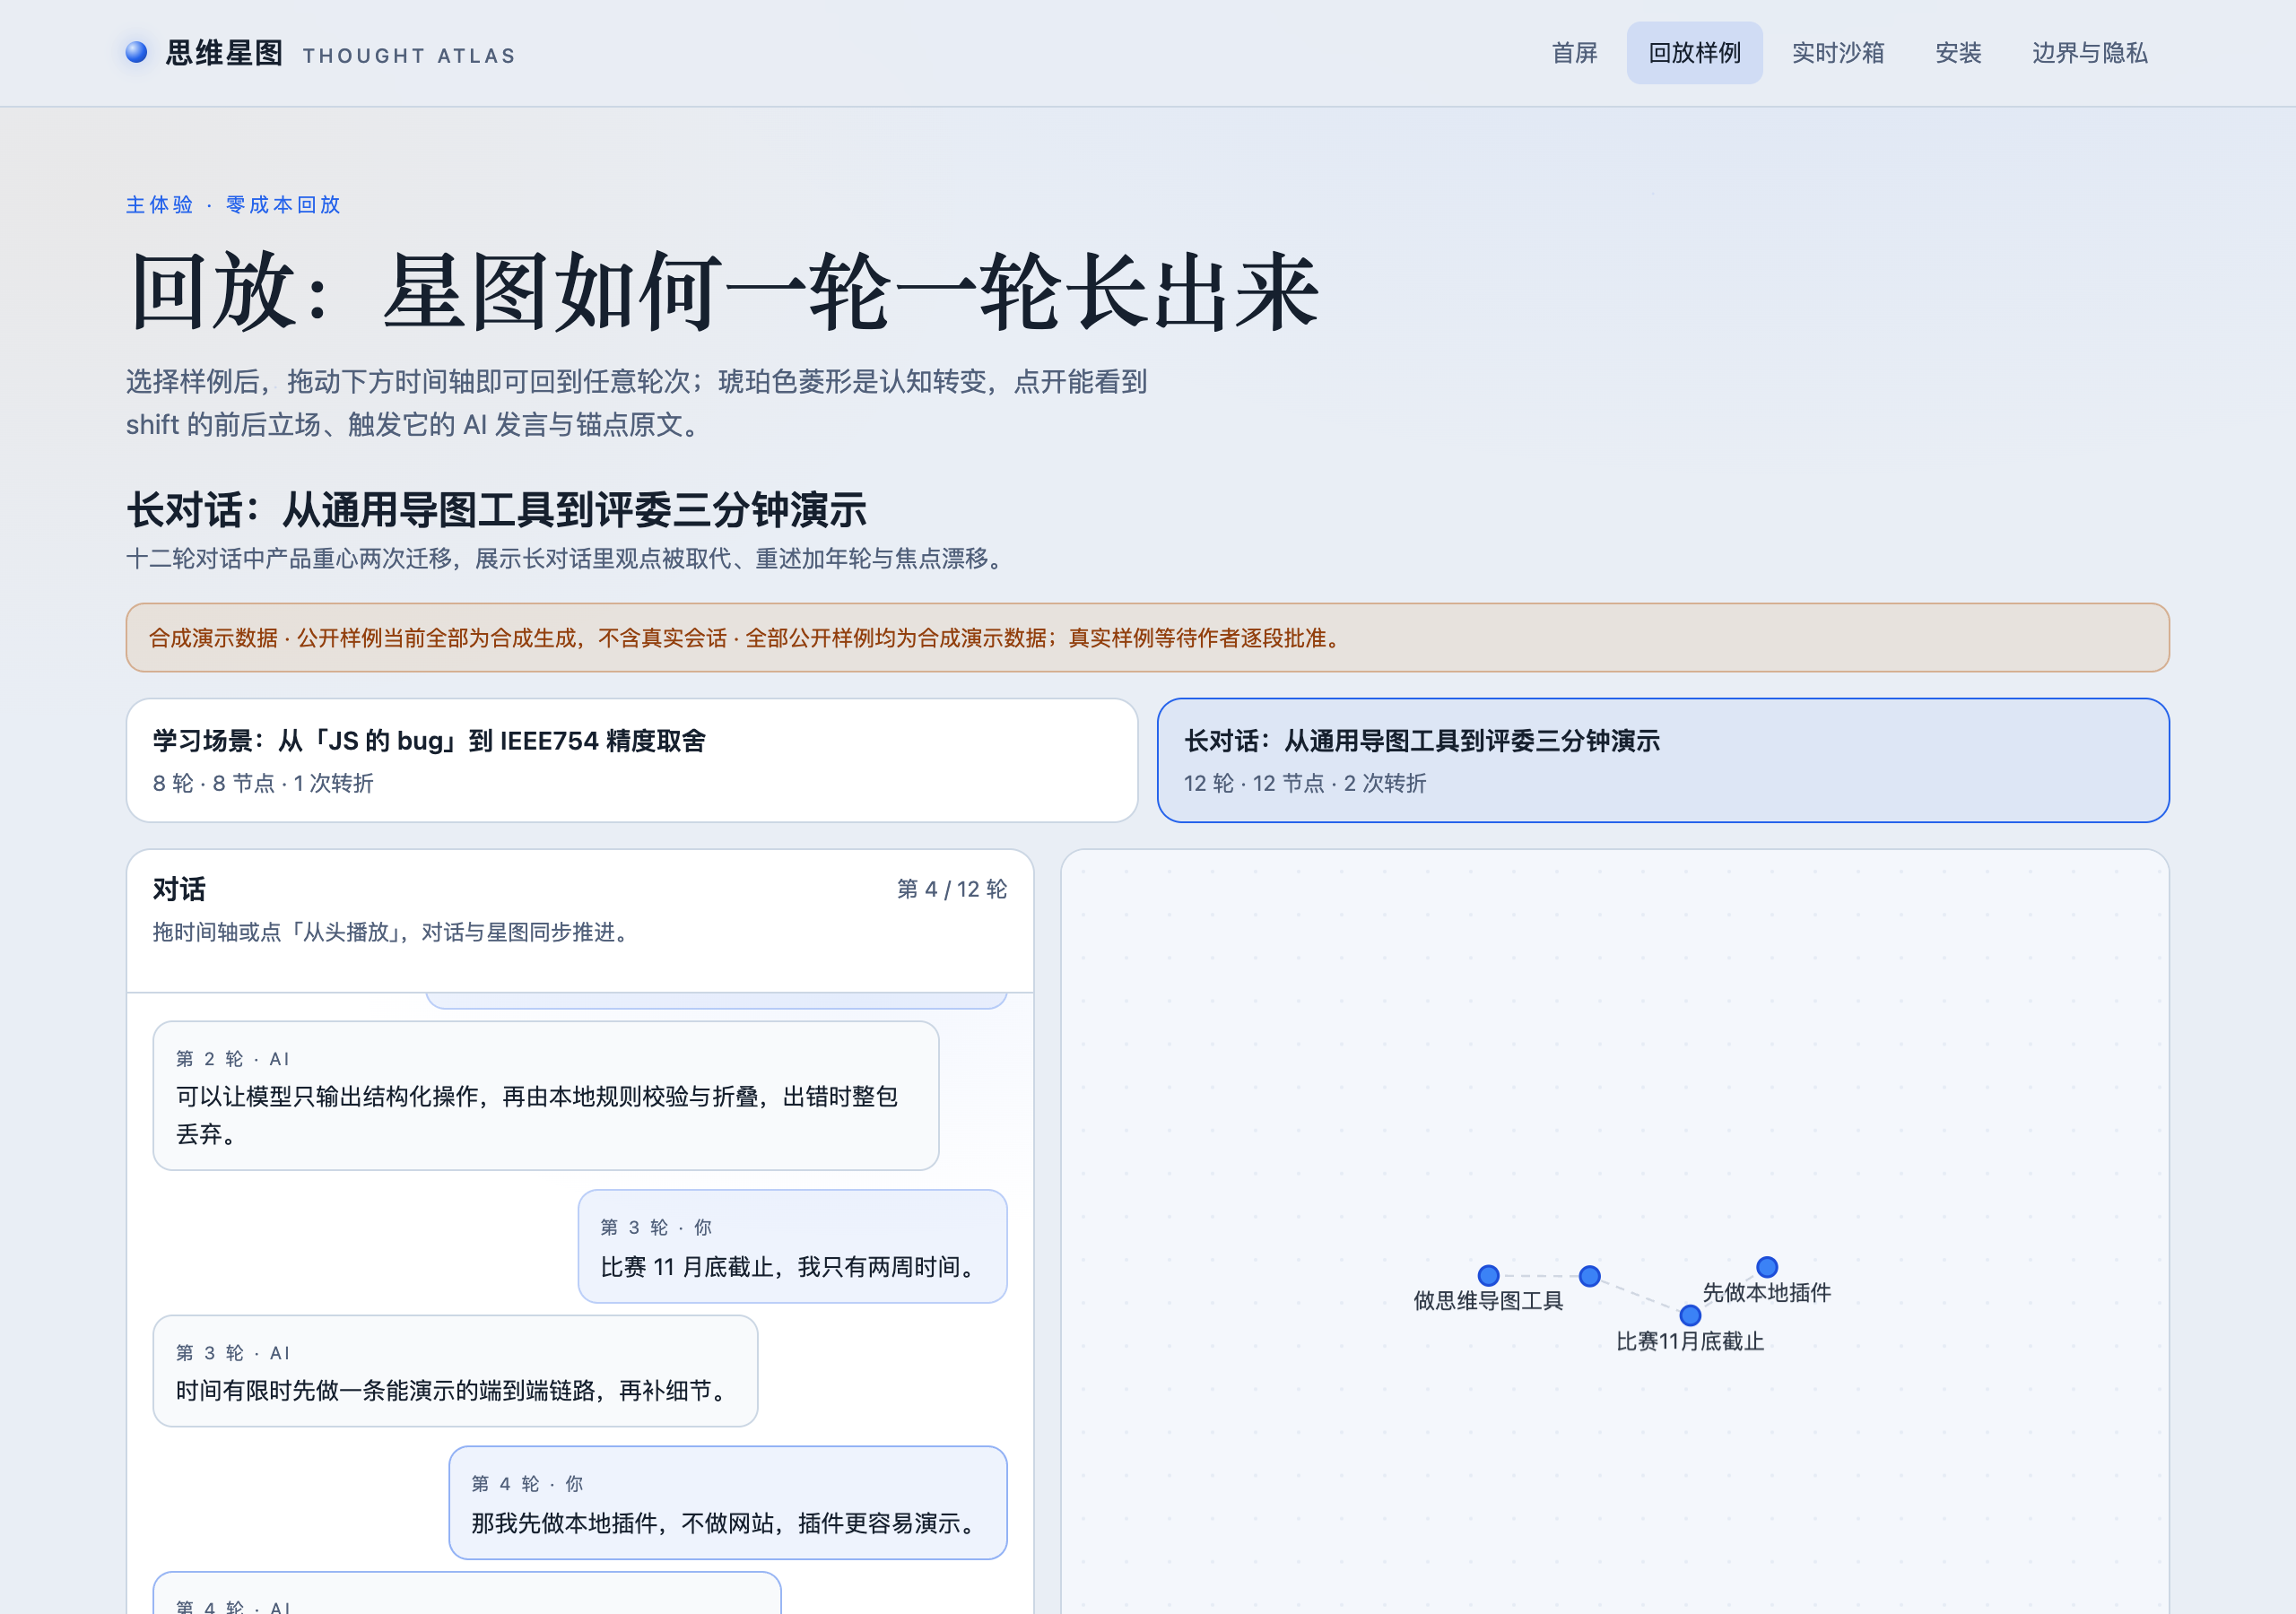 思维星图 THOUGHT ATLAS
首屏
回放样例
实时沙箱
安装
边界与隐私
主体验 · 零成本回放
回放：星图如何一轮一轮长出来
选择样例后，拖动下方时间轴即可回到任意轮次；琥珀色菱形是认知转变，点开能看到
shift 的前后立场、触发它的 AI 发言与锚点原文。
长对话：从通用导图工具到评委三分钟演示
十二轮对话中产品重心两次迁移，展示长对话里观点被取代、重述加年轮与焦点漂移。
合成演示数据 · 公开样例当前全部为合成生成，不含真实会话 · 全部公开样例均为合成演示数据；真实样例等待作者逐段批准。
学习场景：从「JS 的 bug」到 IEEE754 精度取舍
8 轮 · 8 节点 · 1 次转折
长对话：从通用导图工具到评委三分钟演示
12 轮 · 12 节点 · 2 次转折
对话
第 4 / 12 轮
拖时间轴或点「从头播放」，对话与星图同步推进。
第 2 轮 · AI
可以让模型只输出结构化操作，再由本地规则校验与折叠，出错时整包
丢弃。
第 3 轮 · 你
比赛 11 月底截止，我只有两周时间。
第 3 轮 · AI
时间有限时先做一条能演示的端到端链路，再补细节。
第 4 轮 · 你
那我先做本地插件，不做网站，插件更容易演示。
第 4 轮 · AI
做思维导图工具
先做本地插件
比赛11月底截止